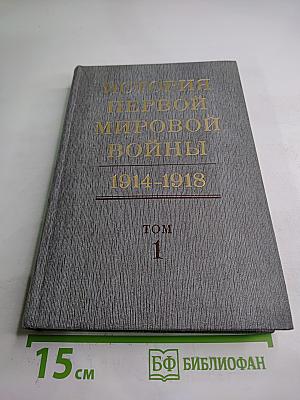 ИСТОРИЯ
ПЕРВОЙ
МИРОВОЙ
ВОЙНЫ
1914-1918
ТОМ
1
15 см
БФ БИБЛИОФАН